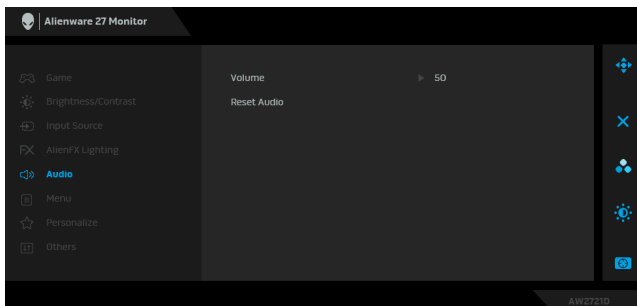 Alienware 27 Monitor
Game
Volume 50
Brightness/Contrast
Reset Audio
Input Source
FX AlienFX Lighting
Audio
Menu
Personalize
Others
AW2721D